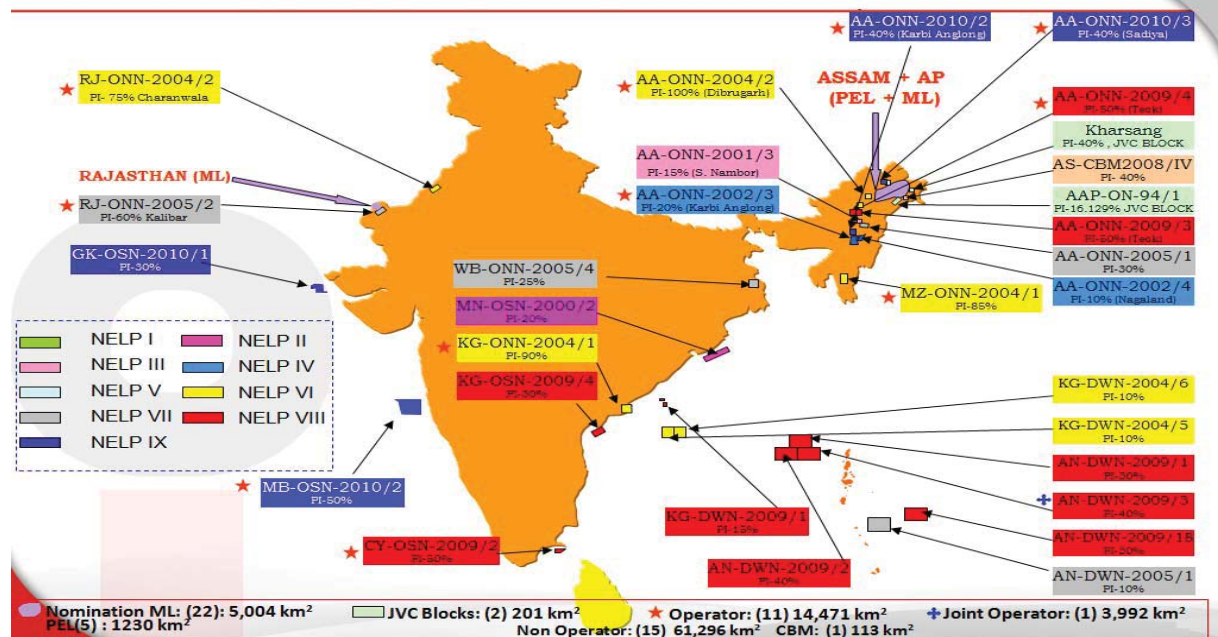 AA-ONN-2010/2
PI-40% (Karbi Anglong)
AA-ONN-2010/3
PI-40% (Sadiya)
RJ-ONN-2004/2
PI- 75% Charanwala
AA-ONN-2004/2
PI-100% (Dibrugarh)
ASSAM + AP
(PEL + ML)
AA-ONN-2009/4
PI-50% (Teok)
Kharsang
PI-40% , JVC BLOCK
AA-ONN-2001/3
PI-15% (S. Nambor)
AS-CBM2008/IV
PI- 40%
RAJASTHAN (ML)
AA-ONN-2002/3
PI-20% (Karbi Anglong)
AAP-ON-94/1
PI-16.129% JVC BLOCK
RJ-ONN-2005/2
PI-60% Kalibar
AA-ONN-2009/3
PI-50% (Teok)
GK-OSN-2010/1
PI-30%
AA-ONN-2005/1
PI-30%
WB-ONN-2005/4
PI-25%
AA-ONN-2002/4
PI-10% (Nagaland)
MZ-ONN-2004/1
PI-85%
MN-OSN-2000/2
PI-20%
NELP I
NELP II
NELP III
NELP IV
NELP V
NELP VI
NELP VII
NELP VIII
NELP IX
KG-ONN-2004/1
PI-90%
KG-OSN-2009/4
PI-30%
KG-DWN-2004/6
PI-10%
KG-DWN-2004/5
PI-10%
AN-DWN-2009/1
PI-30%
MB-OSN-2010/2
PI-50%
AN-DWN-2009/3
PI-40%
KG-DWN-2009/1
PI-15%
AN-DWN-2009/18
PI-30%
CY-OSN-2009/2
PI-50%
AN-DWN-2009/2
PI-40%
AN-DWN-2005/1
PI-10%
Nomination ML: (22): 5,004 km²
JVC Blocks: (2) 201 km²
Operator: (11) 14,471 km²
Joint Operator: (1) 3,992 km²
PEL(5) : 1230 km²
Non Operator: (15) 61,296 km² CBM: (1) 113 km²